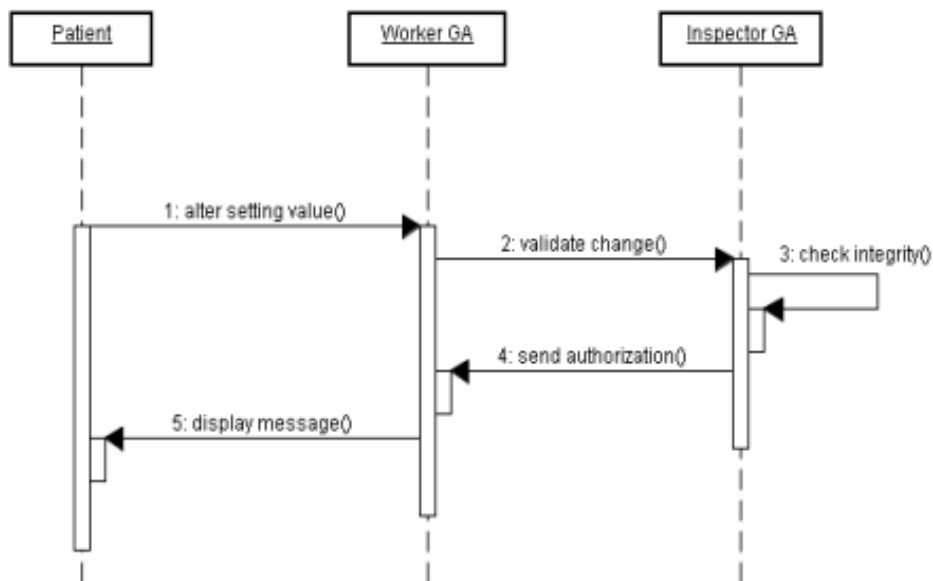 Patient
Worker GA
Inspector GA
1: alter setting value()
2: validate change()
3: check integrity()
4: send authorization()
5: display message()